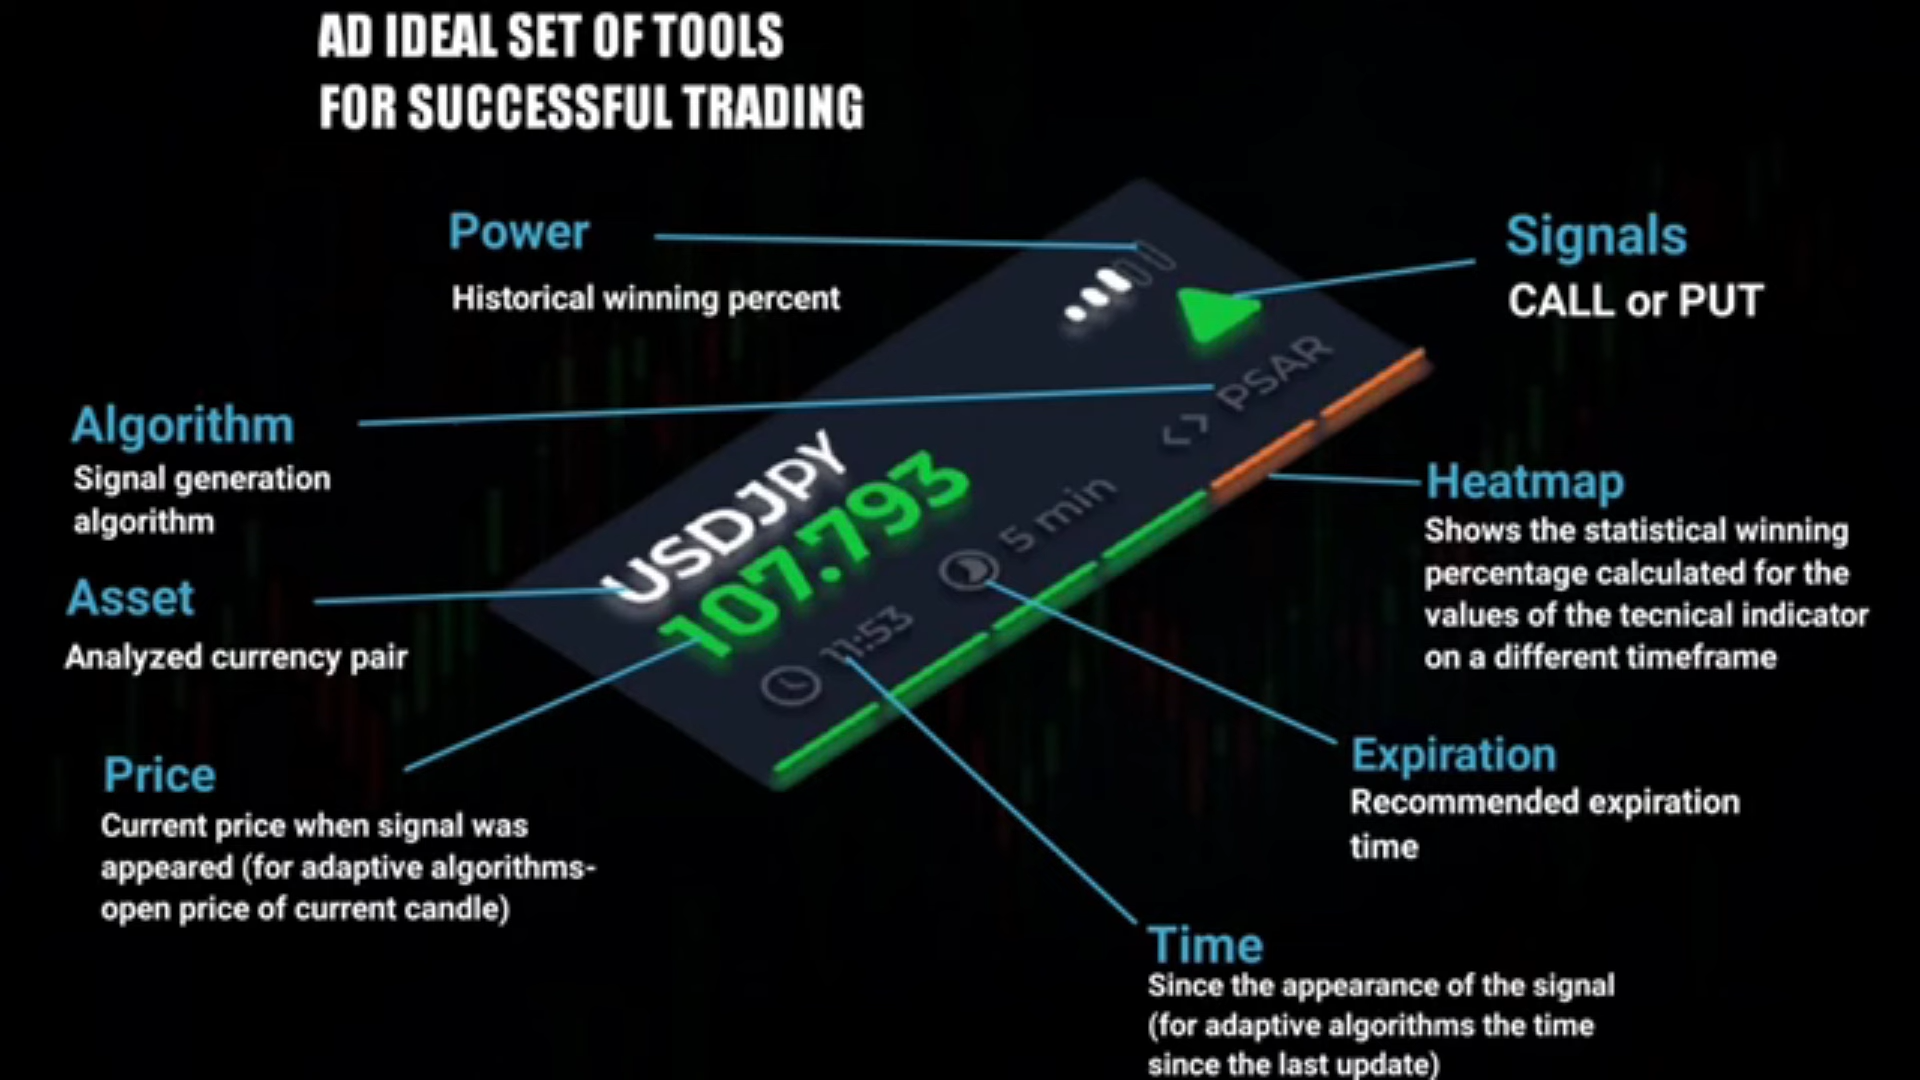 AD IDEAL SET OF TOOLS
FOR SUCCESSFUL TRADING
Power
Historical winning percent
Signals
CALL or PUT
Algorithm
Signal generation
algorithm
<> PSAR
Asset
Analyzed currency pair
USDJPY
107.793
11:53
5 min
Heatmap
Shows the statistical winning
percentage calculated for the
values of the tecnical indicator
on a different timeframe
Price
Current price when signal was
appeared (for adaptive algorithms-
open price of current candle)
Expiration
Recommended expiration
time
Time
Since the appearance of the signal
(for adaptive algorithms the time
since the last update)